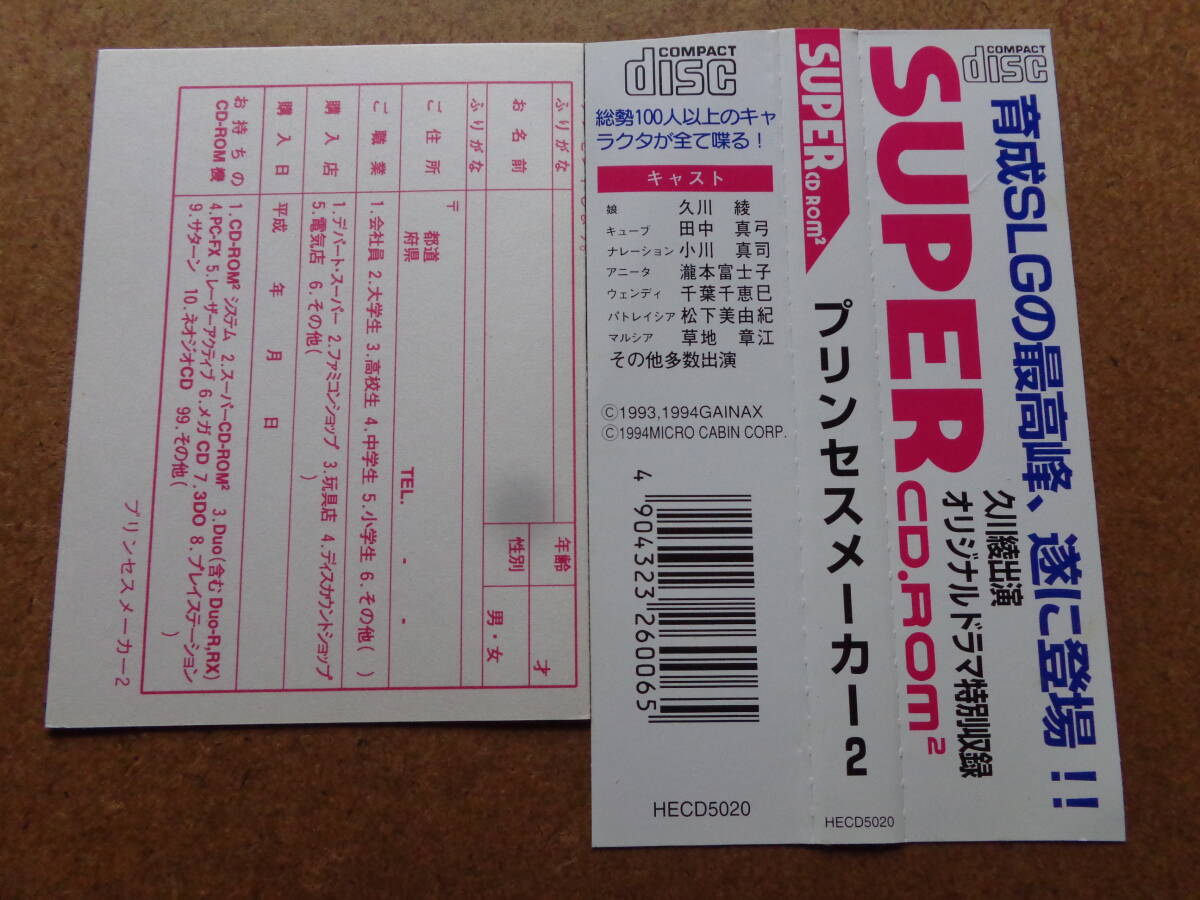 COMPACT
disc
育成SLGの最高峰、遂に登場!!
久川綾出演
オリジナルドラマ特別収録
SUPER CD.ROM²
SUPER CD ROM²
プリンセスメーカー2
HECD5020
COMPACT
disc
総勢100人以上のキャ
ラクタが全て喋る!
キャスト
娘 久川 綾
キューブ 田中 真弓
ナレーション 小川 真司
アニータ 瀧本富士子
ウェンディ 千葉千恵巳
パトレイシア 松下美由紀
マルシア 草地 章江
その他多数出演
©1993,1994GAINAX
©1994MICRO CABIN CORP.
4 904323 260065
HECD5020
ふりがな
お名前
年齢 才
性別 男・女
ふりがな
ご住所
〒 都道府県
TEL. - -
ご職業
1.会社員 2.大学生 3.高校生 4.中学生 5.小学生 6.その他( )
購入店
1.デパート・スーパー 2.ファミコンショップ 3.玩具店 4.ディスカウントショップ
5.電気店 6.その他( )
購入日
平成 年 月 日
お持ちの
CD-ROM機
1.CD-ROM²システム 2.スーパーCD-ROM² 3.Duo(含むDuo-R,RX)
4.PC-FX 5.レーザーアクティブ 6.メガCD 7.3DO 8.プレイステーション
9.サターン 10.ネオジオCD 99.その他( )
プリンセスメーカー2